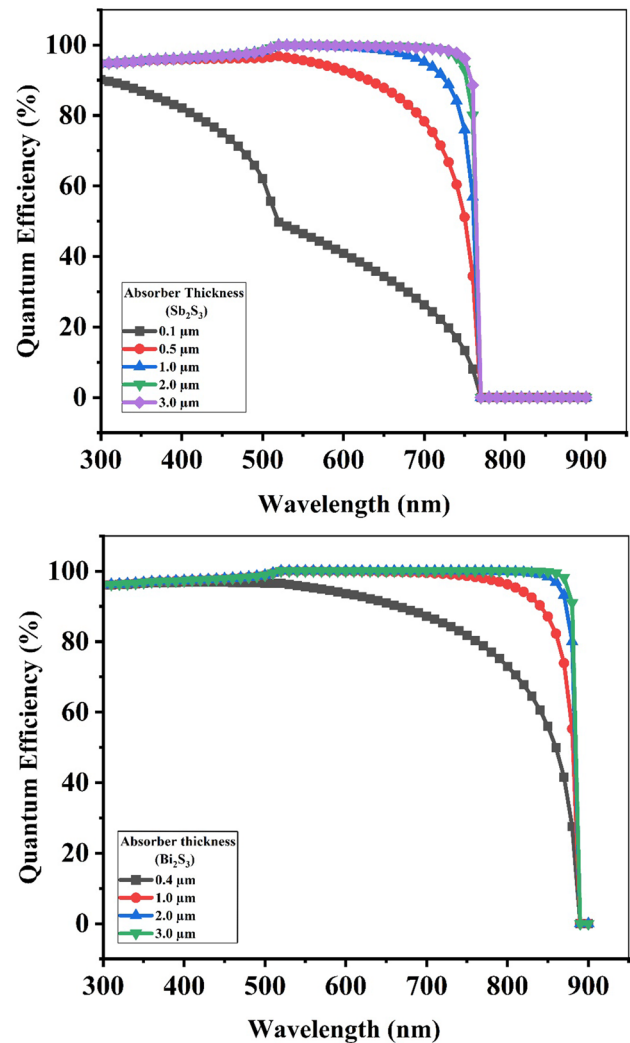 100
80
60
40
20
0
Quantum Efficiency (%)
Absorber Thickness
(Sb₂S₃)
0.1 µm
0.5 µm
1.0 µm
2.0 µm
3.0 µm
300 400 500 600 700 800 900
Wavelength (nm)
100
80
60
40
20
0
Quantum Efficiency (%)
Absorber thickness
(Bi₂S₃)
0.4 µm
1.0 µm
2.0 µm
3.0 µm
300 400 500 600 700 800 900
Wavelength (nm)